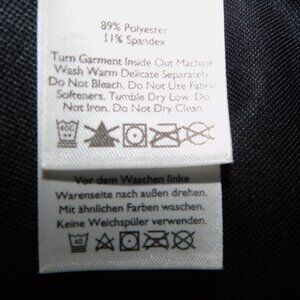 89% Polyester
11% Spandex
Turn Garment Inside Out Machine
Wash Warm Delicate Separately
Do Not Bleach. Do Not Use Fabric
Softeners. Tumble Dry Low. Do
Not Iron. Do Not Dry Clean.
40C
Vor dem Waschen linke
Warenseite nach außen drehen.
Mit ähnlichen Farben waschen.
Keine Weichspüler verwenden.
40